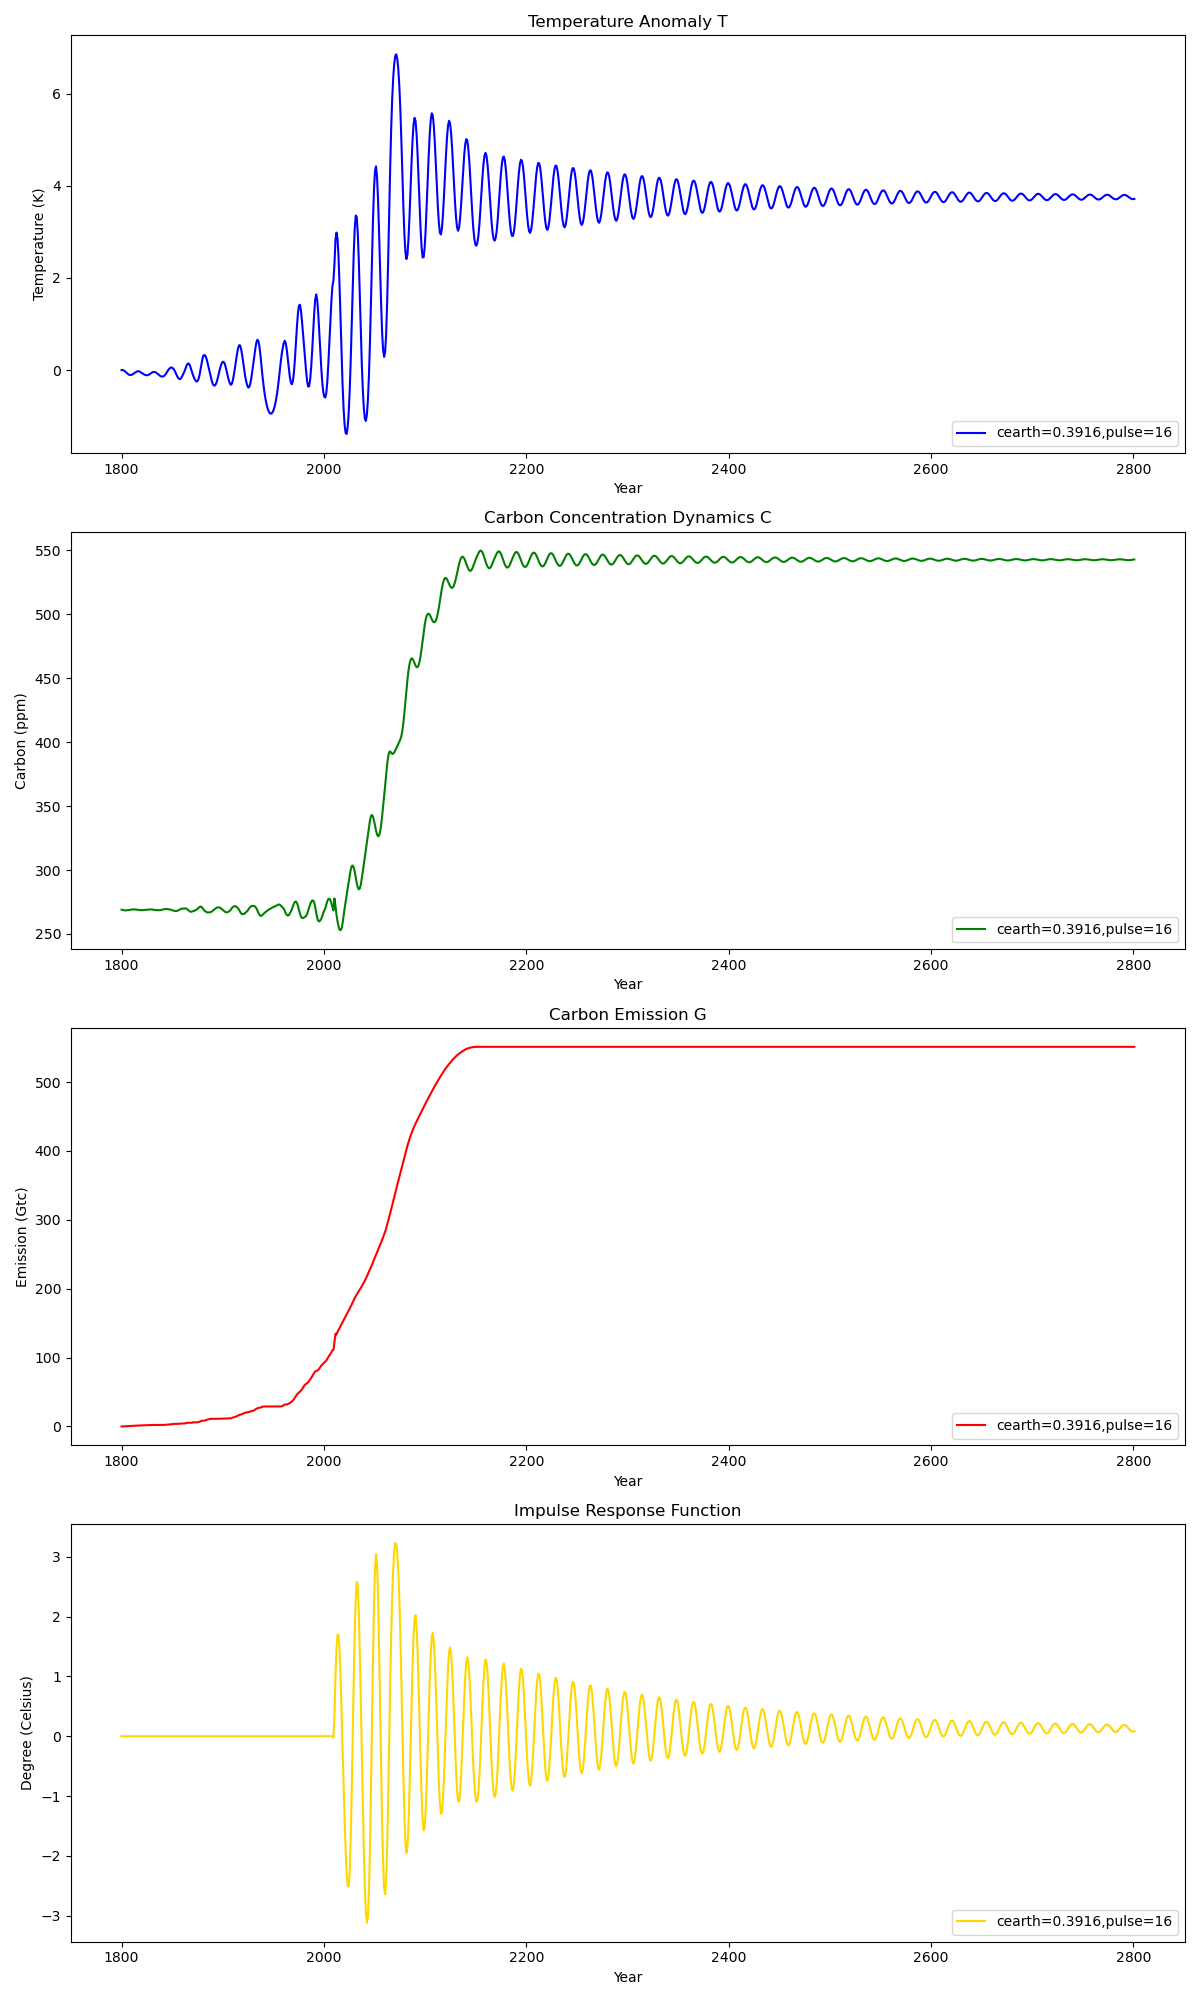 Temperature Anomaly T
Temperature (K)
6
4
2
0
cearth=0.3916,pulse=16
1800 2000 2200 2400 2600 2800
Year
Carbon Concentration Dynamics C
Carbon (ppm)
550
500
450
400
350
300
250
cearth=0.3916,pulse=16
1800 2000 2200 2400 2600 2800
Year
Carbon Emission G
Emission (Gtc)
500
400
300
200
100
0
cearth=0.3916,pulse=16
1800 2000 2200 2400 2600 2800
Year
Impulse Response Function
Degree (Celsius)
3
2
1
0
−1
−2
−3
cearth=0.3916,pulse=16
1800 2000 2200 2400 2600 2800
Year